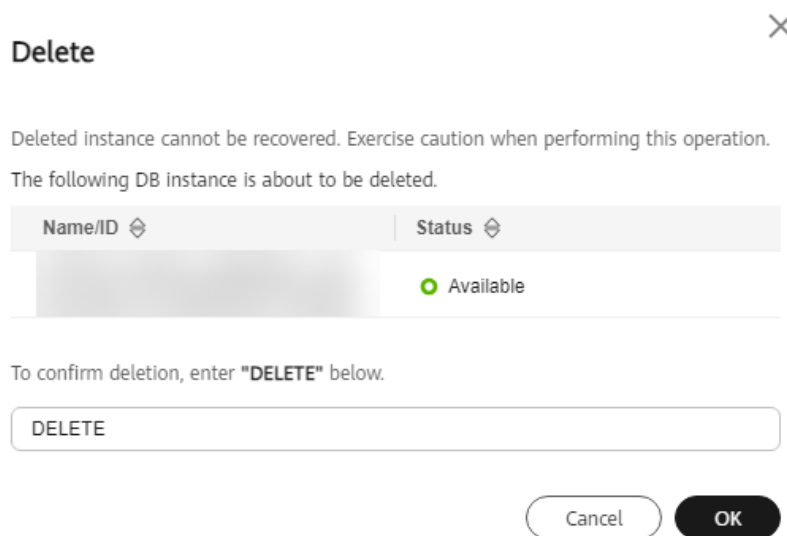 Delete
Deleted instance cannot be recovered. Exercise caution when performing this operation.
The following DB instance is about to be deleted.
Name/ID Status
Available
To confirm deletion, enter "DELETE" below.
DELETE
Cancel OK